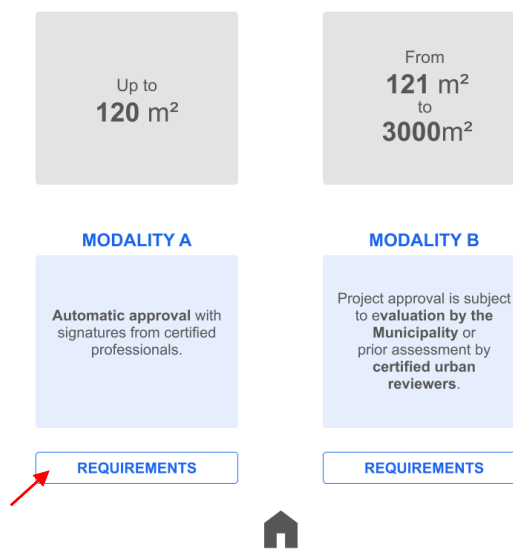 Up to
120 m²
From
121 m²
to
3000m²
MODALITY A
MODALITY B
Automatic approval with
signatures from certified
professionals.
Project approval is subject
to evaluation by the
Municipality or
prior assessment by
certified urban
reviewers.
REQUIREMENTS
REQUIREMENTS